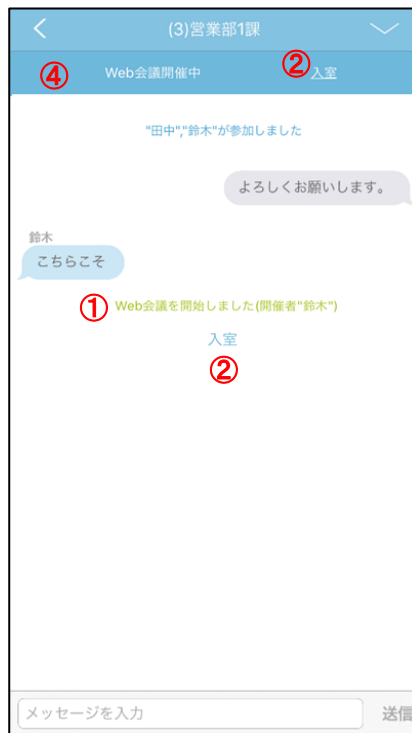 (3)営業部1課
④ Web会議開催中 ② 入室
"田中","鈴木"が参加しました
よろしくお願いします。
鈴木
こちらこそ
① Web会議を開始しました(開催者"鈴木")
入室
②
メッセージを入力 送信